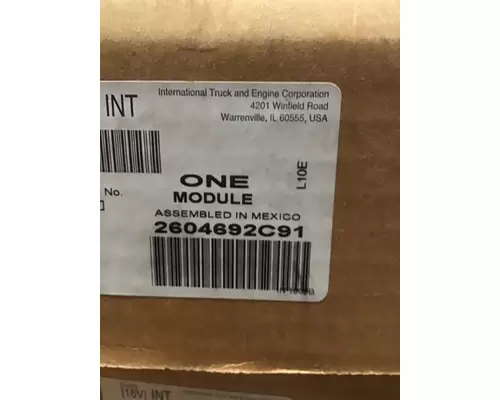 INT
International Truck and Engine Corporation
4201 Winfield Road
Warrenville, IL 60555, USA
No.
ONE
MODULE
L10E
ASSEMBLED IN MEXICO
2604692C91
(16V) INT